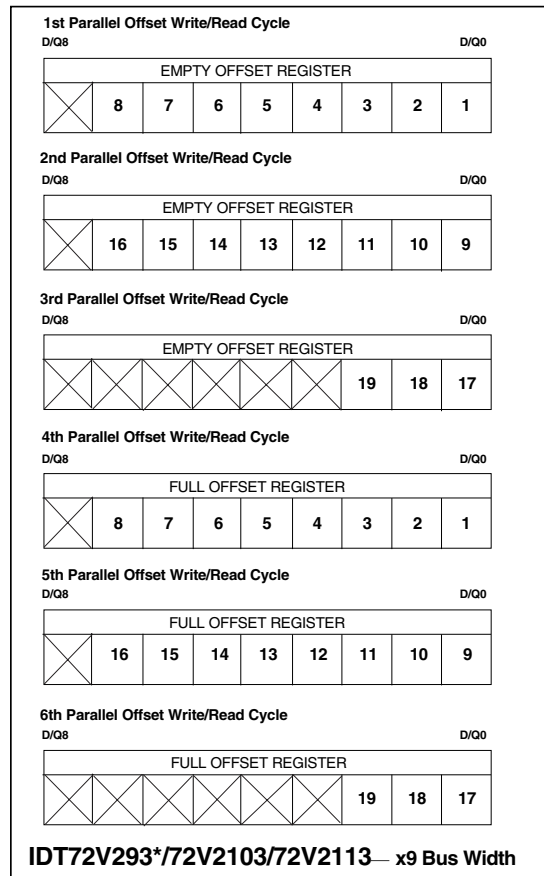 1st Parallel Offset Write/Read Cycle
D/Q8 D/Q0
EMPTY OFFSET REGISTER
8 7 6 5 4 3 2 1
2nd Parallel Offset Write/Read Cycle
D/Q8 D/Q0
EMPTY OFFSET REGISTER
16 15 14 13 12 11 10 9
3rd Parallel Offset Write/Read Cycle
D/Q8 D/Q0
EMPTY OFFSET REGISTER
19 18 17
4th Parallel Offset Write/Read Cycle
D/Q8 D/Q0
FULL OFFSET REGISTER
8 7 6 5 4 3 2 1
5th Parallel Offset Write/Read Cycle
D/Q8 D/Q0
FULL OFFSET REGISTER
16 15 14 13 12 11 10 9
6th Parallel Offset Write/Read Cycle
D/Q8 D/Q0
FULL OFFSET REGISTER
19 18 17
IDT72V293*/72V2103/72V2113— x9 Bus Width